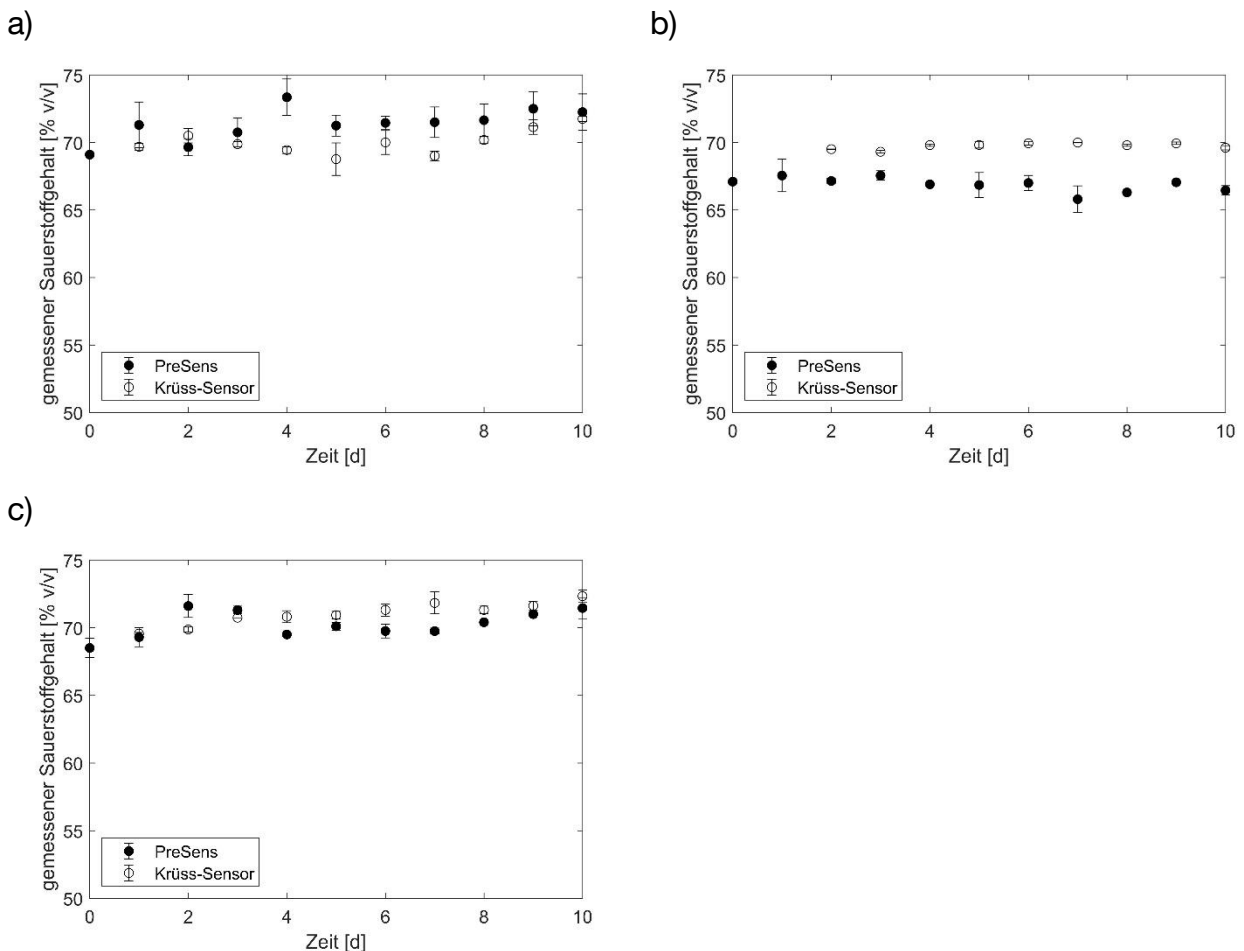 a)
75
70
65
60
55
50
gemessener Sauerstoffgehalt [% v/v]
PreSens
Krüss-Sensor
0 2 4 6 8 10
Zeit [d]
b)
75
70
65
60
55
50
gemessener Sauerstoffgehalt [% v/v]
PreSens
Krüss-Sensor
0 2 4 6 8 10
Zeit [d]
c)
75
70
65
60
55
50
gemessener Sauerstoffgehalt [% v/v]
PreSens
Krüss-Sensor
0 2 4 6 8 10
Zeit [d]